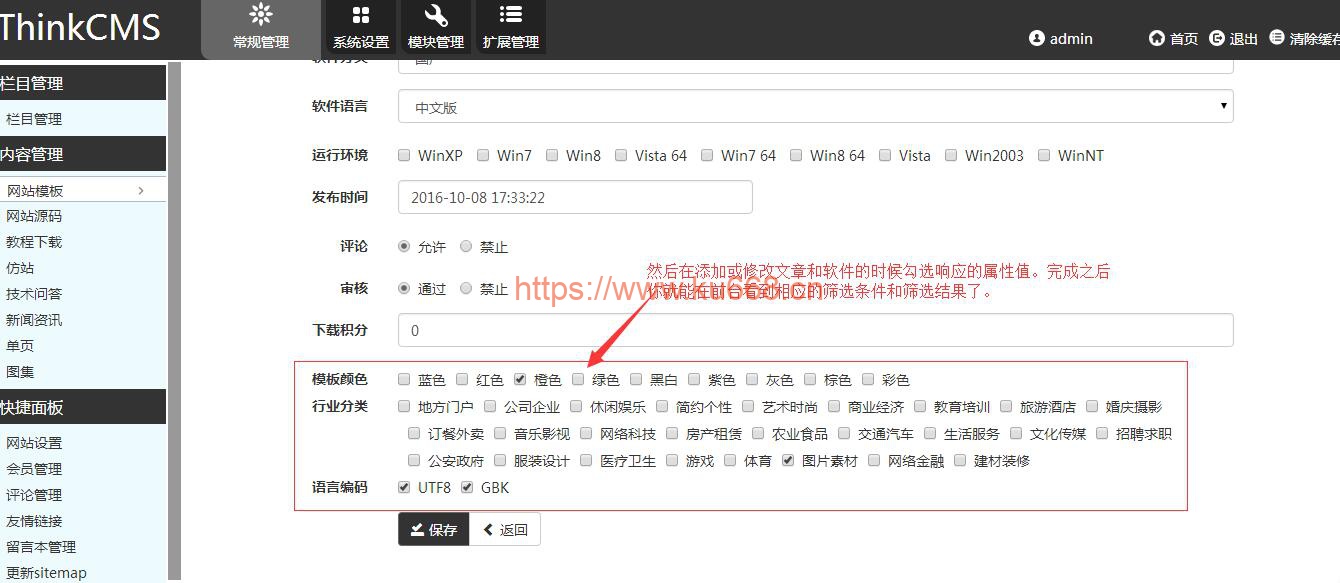 ThinkCMS
常规管理 系统设置 模块管理 扩展管理
admin 首页 退出 清除缓存
栏目管理
栏目管理
内容管理
网站模板
网站源码
教程下载
仿站
技术问答
新闻资讯
单页
图集
快捷面板
网站设置
会员管理
评论管理
友情链接
留言本管理
更新sitemap
软件语言 中文版
运行环境 WinXP Win7 Win8 Vista 64 Win7 64 Win8 64 Vista Win2003 WinNT
发布时间 2016-10-08 17:33:22
评论 允许 禁止
然后在添加或修改文章和软件的时候勾选响应的属性值。完成之后
你就能在前台看到相应的筛选条件和筛选结果了。
审核 通过 禁止
https://www.ku668.cn
下载积分 0
模板颜色 蓝色 红色 橙色 绿色 黑白 紫色 灰色 棕色 彩色
行业分类 地方门户 公司企业 休闲娱乐 简约个性 艺术时尚 商业经济 教育培训 旅游酒店 婚庆摄影
订餐外卖 音乐影视 网络科技 房产租赁 农业食品 交通汽车 生活服务 文化传媒 招聘求职
公安政府 服装设计 医疗卫生 游戏 体育 图片素材 网络金融 建材装修
语言编码 UTF8 GBK
保存 返回